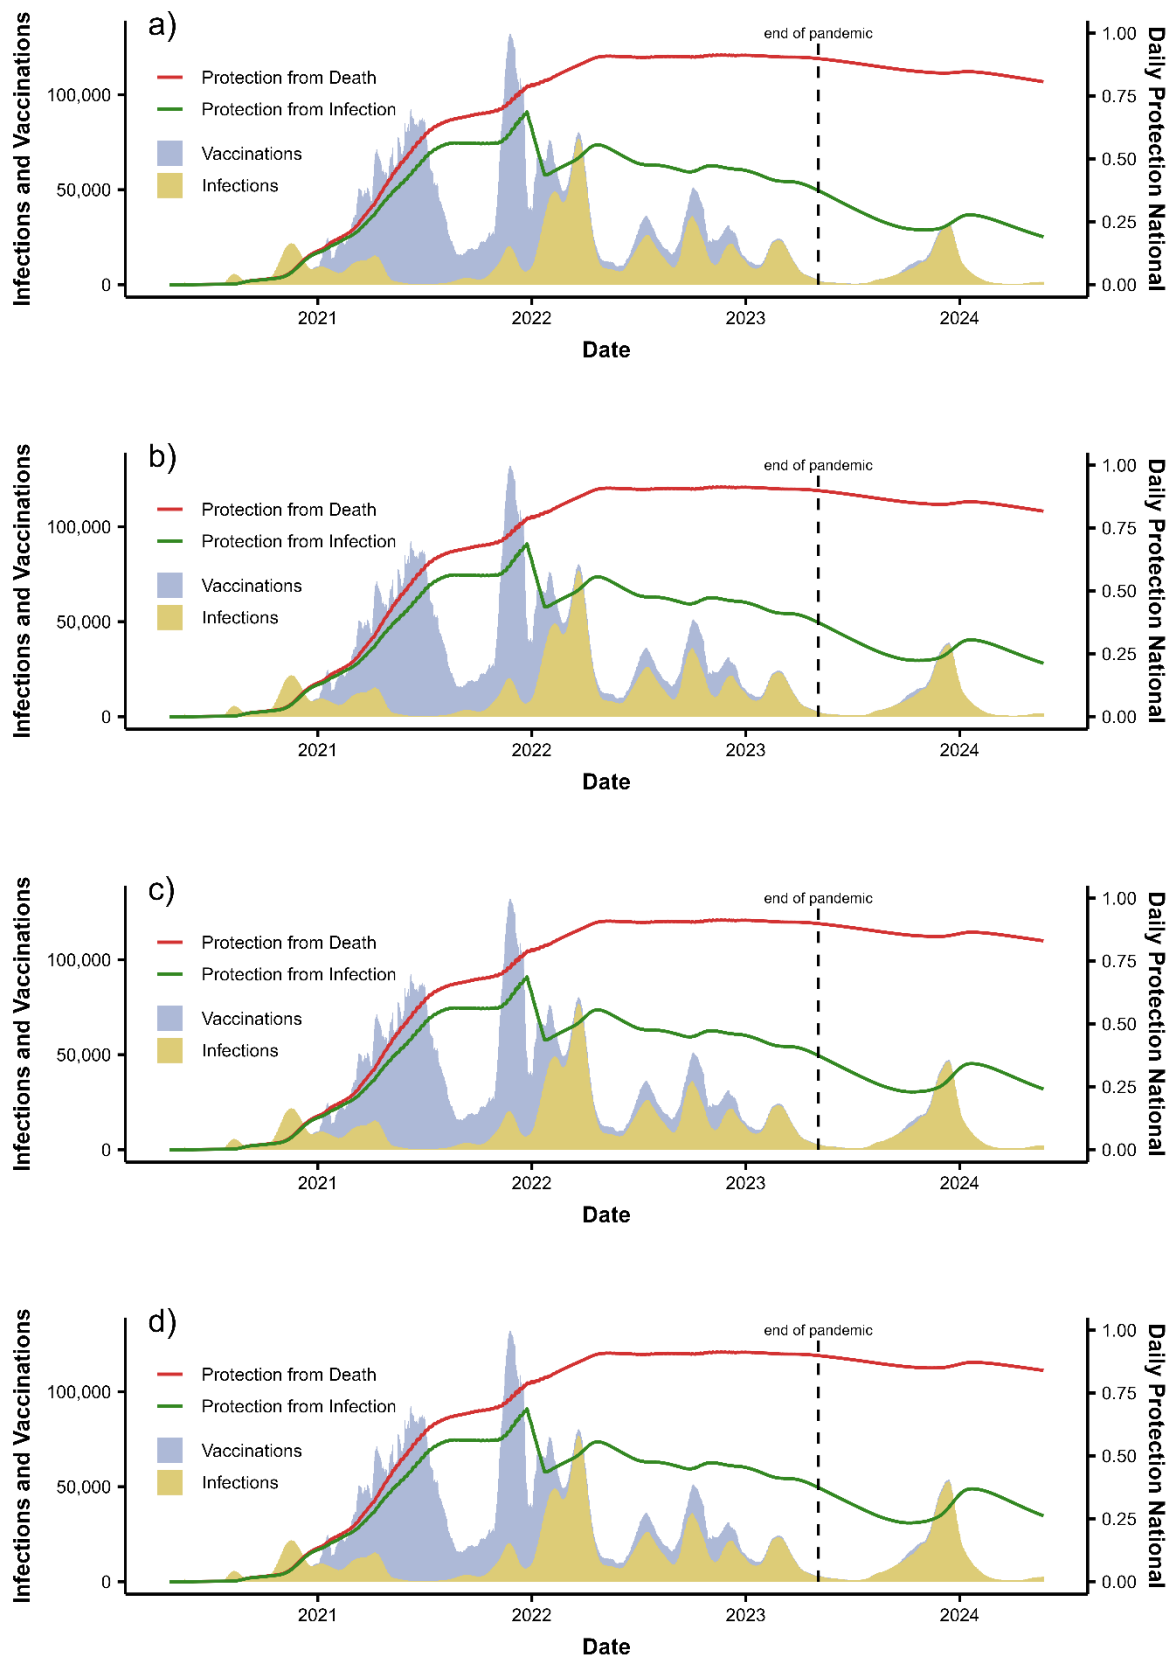 a)
end of pandemic
Infections and Vaccinations
Protection from Death
Protection from Infection
Vaccinations
Infections
100,000
50,000
0
1.00
0.75
0.50
0.25
0.00
Daily Protection National
2021
2022
2023
2024
Date
b)
end of pandemic
Infections and Vaccinations
Protection from Death
Protection from Infection
Vaccinations
Infections
100,000
50,000
0
1.00
0.75
0.50
0.25
0.00
Daily Protection National
2021
2022
2023
2024
Date
c)
end of pandemic
Infections and Vaccinations
Protection from Death
Protection from Infection
Vaccinations
Infections
100,000
50,000
0
1.00
0.75
0.50
0.25
0.00
Daily Protection National
2021
2022
2023
2024
Date
d)
end of pandemic
Infections and Vaccinations
Protection from Death
Protection from Infection
Vaccinations
Infections
100,000
50,000
0
1.00
0.75
0.50
0.25
0.00
Daily Protection National
2021
2022
2023
2024
Date